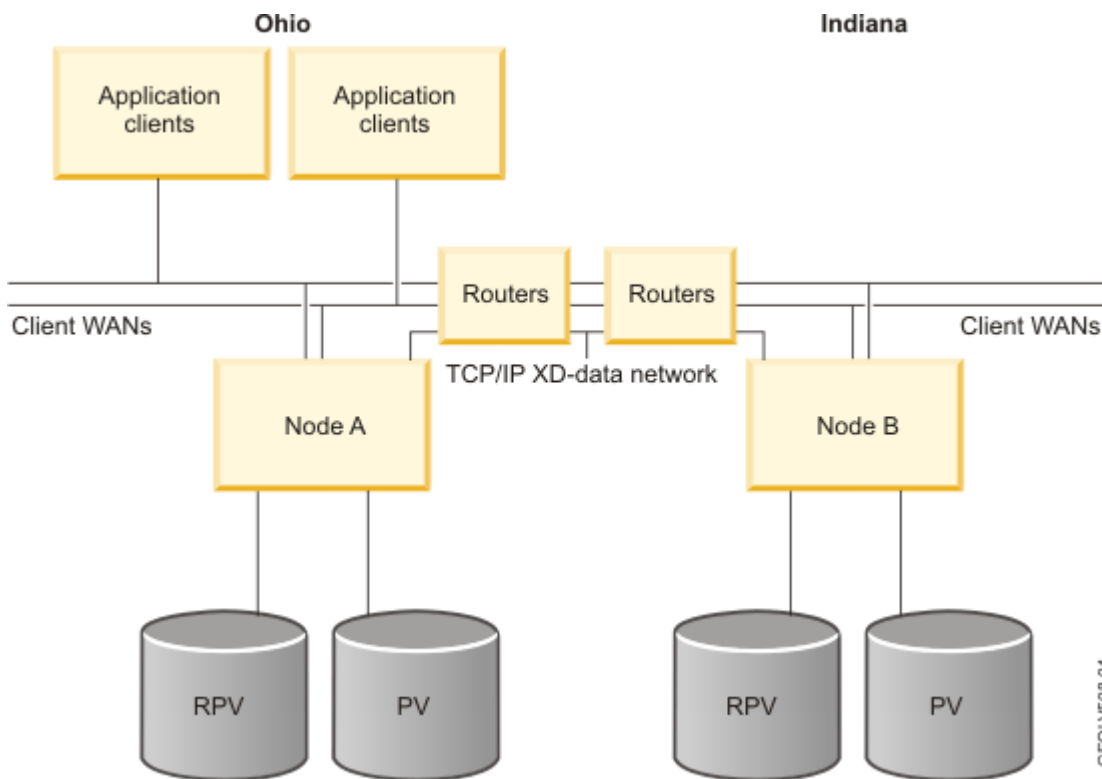 Ohio
Indiana
Application
clients
Application
clients
Routers
Routers
Client WANs
Client WANs
TCP/IP XD-data network
Node A
Node B
RPV
PV
RPV
PV